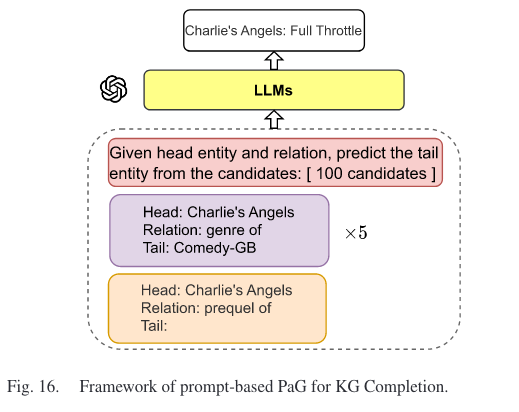 Charlie's Angels: Full Throttle
LLMs
Given head entity and relation, predict the tail
entity from the candidates: [ 100 candidates ]
Head: Charlie's Angels
Relation: genre of
Tail: Comedy-GB
×5
Head: Charlie's Angels
Relation: prequel of
Tail:
Fig. 16. Framework of prompt-based PaG for KG Completion.